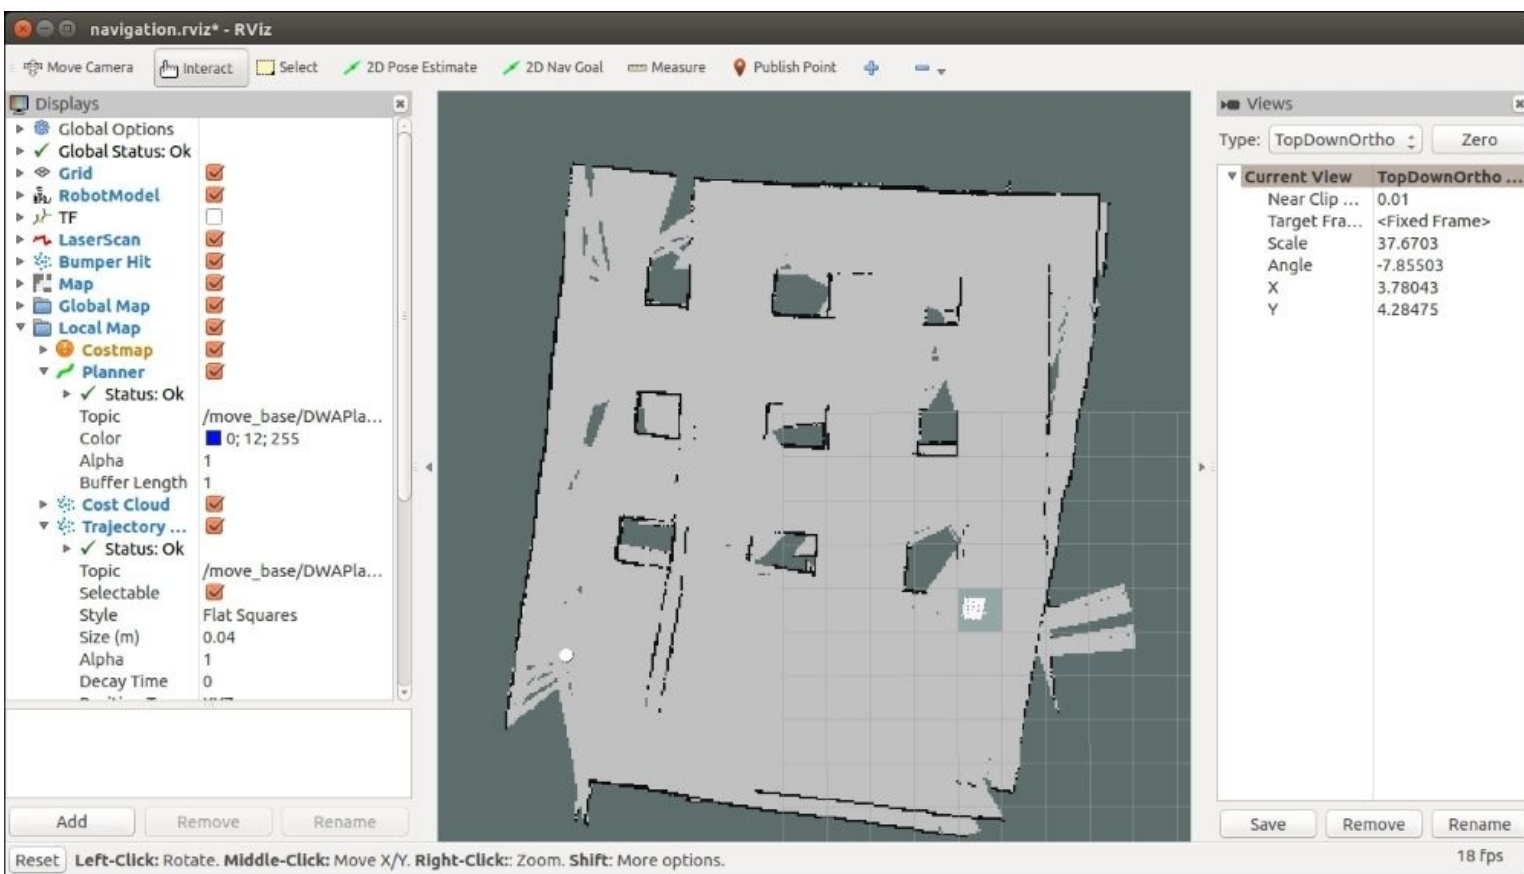 navigation.rviz* - RViz
Move Camera Interact Select 2D Pose Estimate 2D Nav Goal Measure Publish Point
Displays
Global Options
Global Status: Ok
Grid
RobotModel
TF
LaserScan
Bumper Hit
Map
Global Map
Local Map
Costmap
Planner
Status: Ok
Topic /move_base/DWAPla...
Color 0; 12; 255
Alpha 1
Buffer Length 1
Cost Cloud
Trajectory ...
Status: Ok
Topic /move_base/DWAPla...
Selectable
Style Flat Squares
Size (m) 0.04
Alpha 1
Decay Time 0
Add Remove Rename
Views
Type: TopDownOrtho Zero
Current View TopDownOrtho ...
Near Clip ... 0.01
Target Fra... <Fixed Frame>
Scale 37.6703
Angle -7.85503
X 3.78043
Y 4.28475
Save Remove Rename
Reset Left-Click: Rotate. Middle-Click: Move X/Y. Right-Click:: Zoom. Shift: More options. 18 fps